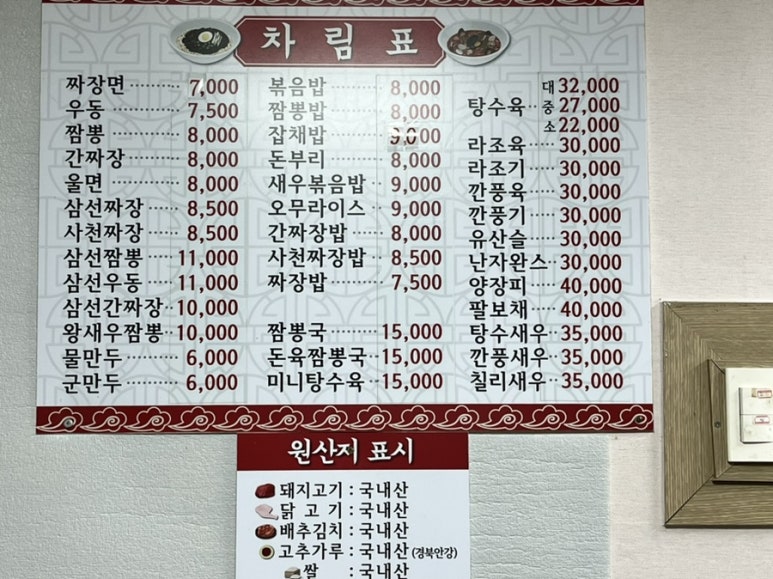 차림표
짜장면 ········· 7,000
우동 ············ 7,500
짬뽕 ············ 8,000
간짜장 ········· 8,000
울면 ············ 8,000
삼선짜장 ······ 8,500
사천짜장 ······ 8,500
삼선짬뽕 ···· 11,000
삼선우동 ···· 11,000
삼선간짜장 ·· 10,000
왕새우짬뽕 ·· 10,000
물만두 ········· 6,000
군만두 ········· 6,000
볶음밥 ········· 8,000
짬뽕밥 ········· 8,000
잡채밥 ········· 9,000
돈부리 ········· 8,000
새우볶음밥 ·· 9,000
오무라이스 ·· 9,000
간짜장밥 ······ 8,000
사천짜장밥 ·· 8,500
짜장밥 ········· 7,500
짬뽕국 ········ 15,000
돈육짬뽕국 ·· 15,000
미니탕수육 ·· 15,000
탕수육 대 32,000
중 27,000
소 22,000
라조육 ····· 30,000
라조기 ····· 30,000
깐풍육 ····· 30,000
깐풍기 ····· 30,000
유산슬 ····· 30,000
난자완스 ·· 30,000
양장피 ····· 40,000
팔보채 ····· 40,000
탕수새우 ·· 35,000
깐풍새우 ·· 35,000
칠리새우 ·· 35,000
원산지 표시
돼지고기 : 국내산
닭고기 : 국내산
배추김치 : 국내산
고추가루 : 국내산 (경북안강)
쌀 : 국내산